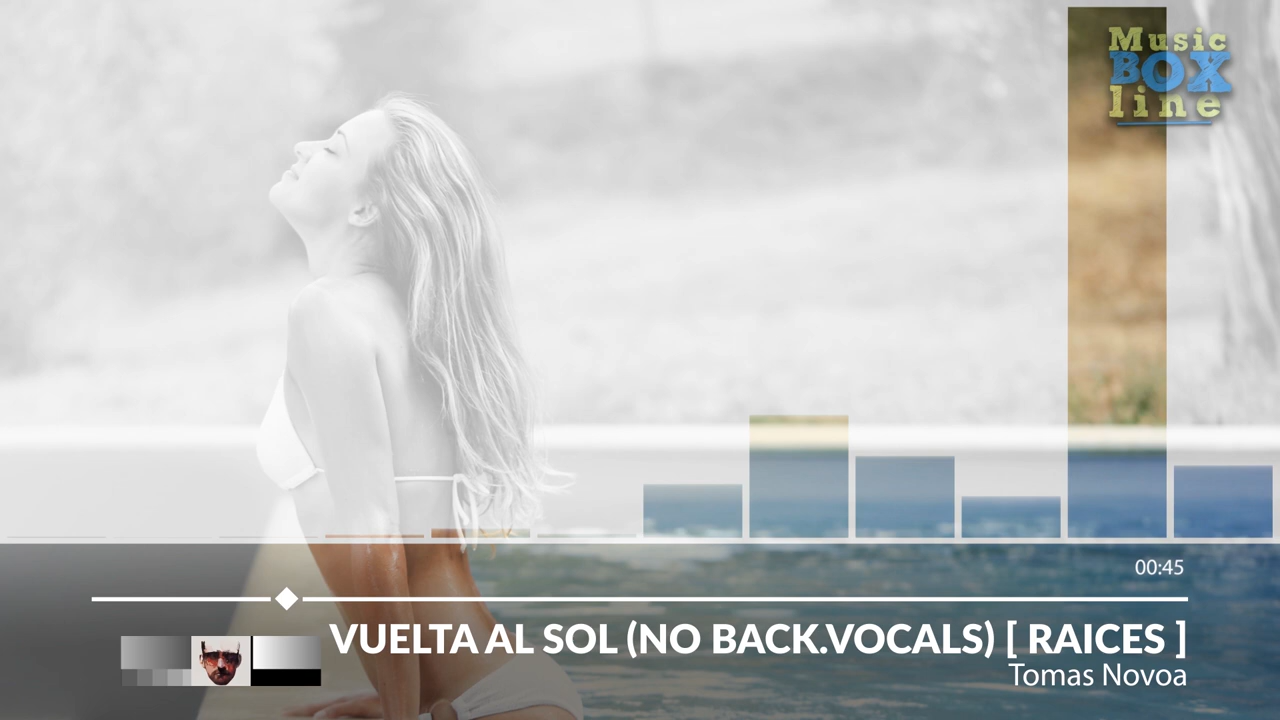 Music
BOX
line
00:45
VUELTA AL SOL (NO BACK.VOCALS) [ RAICES ]
Tomas Novoa